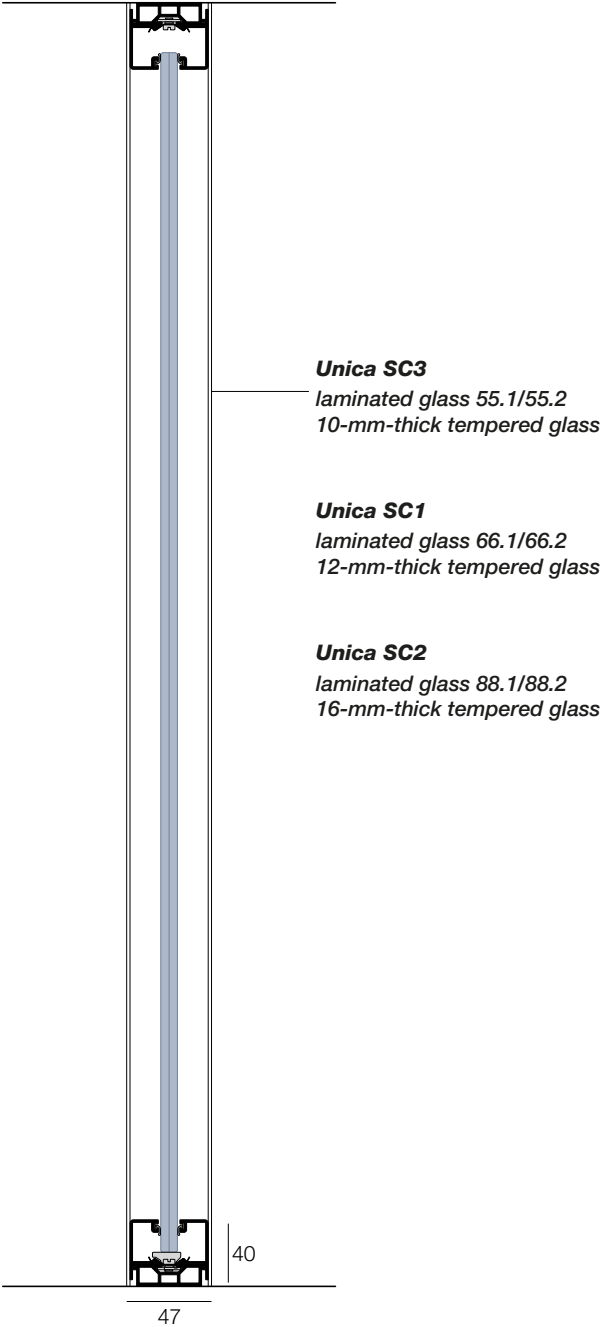 Unica SC3
laminated glass 55.1/55.2
10-mm-thick tempered glass
Unica SC1
laminated glass 66.1/66.2
12-mm-thick tempered glass
Unica SC2
laminated glass 88.1/88.2
16-mm-thick tempered glass
40
47